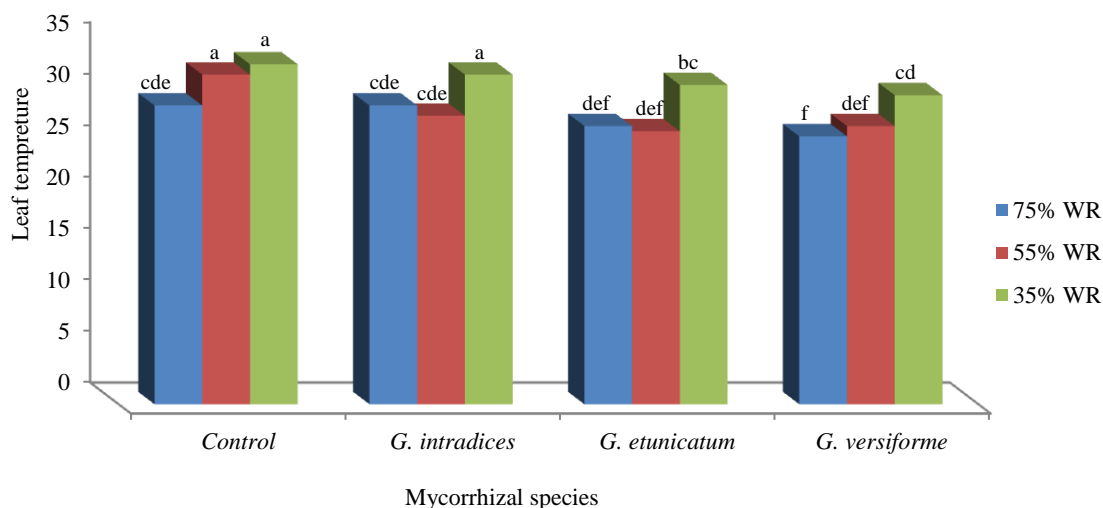 35
30
25
20
15
10
5
0
Leaf tempreture
cde a a
cde cde a
def def bc
f def cd
75% WR
55% WR
35% WR
Control G. intradices G. etunicatum G. versiforme
Mycorrhizal species